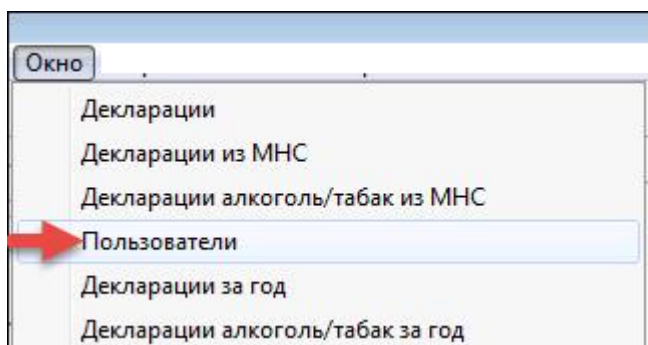 Окно
Декларации
Декларации из МНС
Декларации алкоголь/табак из МНС
Пользователи
Декларации за год
Декларации алкоголь/табак за год